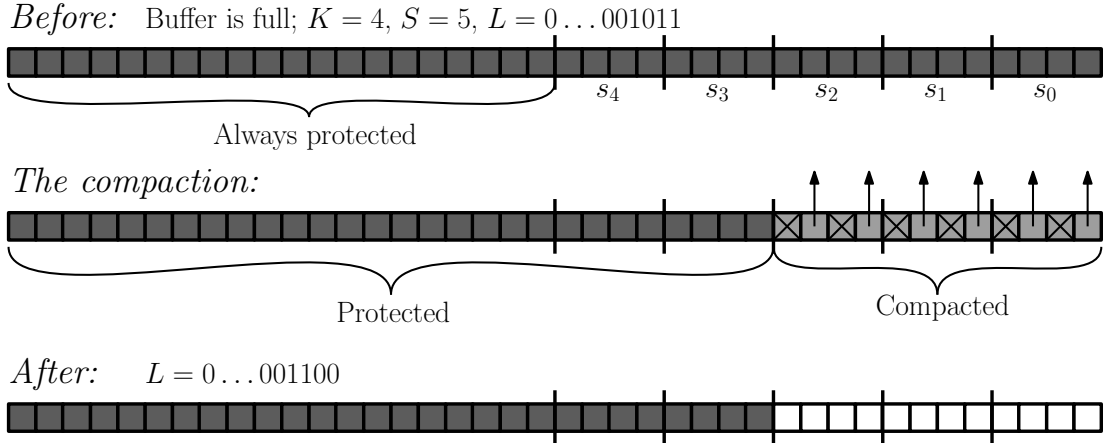 Before: Buffer is full; K = 4, S = 5, L = 0 . . . 001011
s₄ s₃ s₂ s₁ s₀
Always protected
The compaction:
Protected
Compacted
After: L = 0 . . . 001100